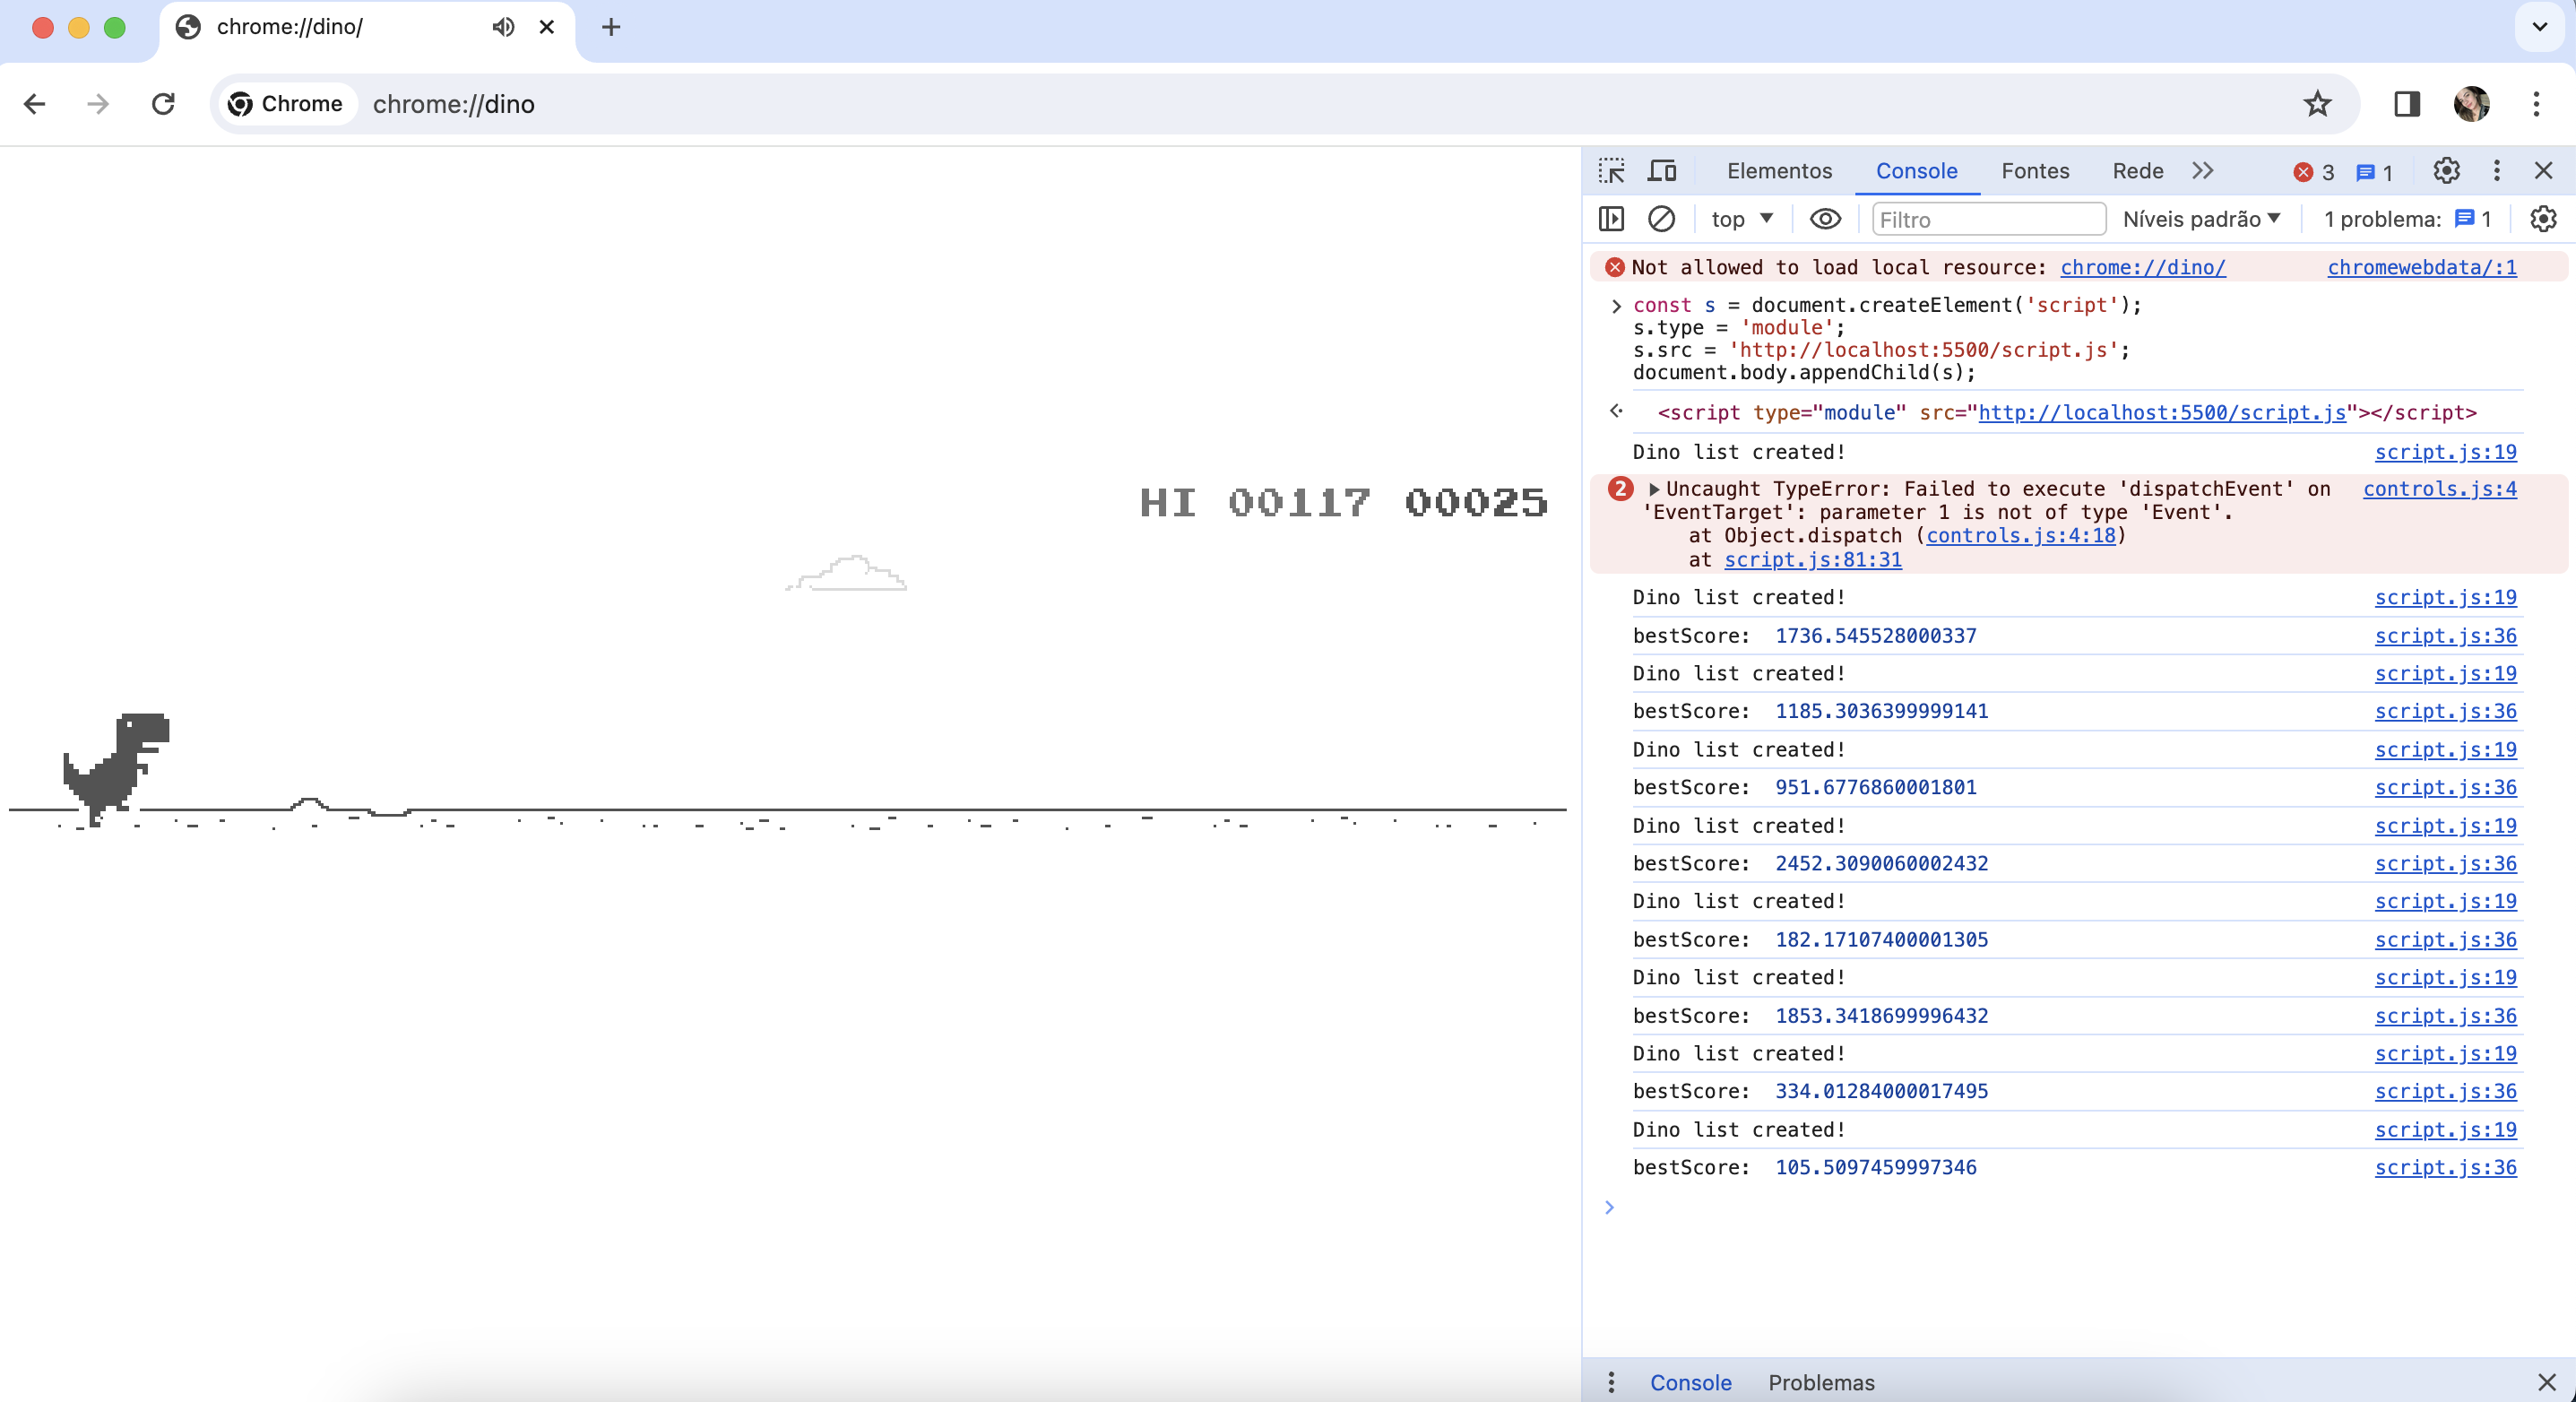 chrome://dino/
Chrome chrome://dino
HI 00117 00025
Elementos Console Fontes Rede 3 1
top Filtro Níveis padrão 1 problema: 1
Not allowed to load local resource: chrome://dino/ chromewebdata/:1
const s = document.createElement('script');
s.type = 'module';
s.src = 'http://localhost:5500/script.js';
document.body.appendChild(s);
<script type="module" src="http://localhost:5500/script.js"></script>
Dino list created! script.js:19
2 Uncaught TypeError: Failed to execute 'dispatchEvent' on controls.js:4
'EventTarget': parameter 1 is not of type 'Event'.
at Object.dispatch (controls.js:4:18)
at script.js:81:31
Dino list created! script.js:19
bestScore: 1736.545528000337 script.js:36
Dino list created! script.js:19
bestScore: 1185.3036399999141 script.js:36
Dino list created! script.js:19
bestScore: 951.6776860001801 script.js:36
Dino list created! script.js:19
bestScore: 2452.3090060002432 script.js:36
Dino list created! script.js:19
bestScore: 182.17107400001305 script.js:36
Dino list created! script.js:19
bestScore: 1853.3418699996432 script.js:36
Dino list created! script.js:19
bestScore: 334.01284000017495 script.js:36
Dino list created! script.js:19
bestScore: 105.5097459997346 script.js:36
Console Problemas